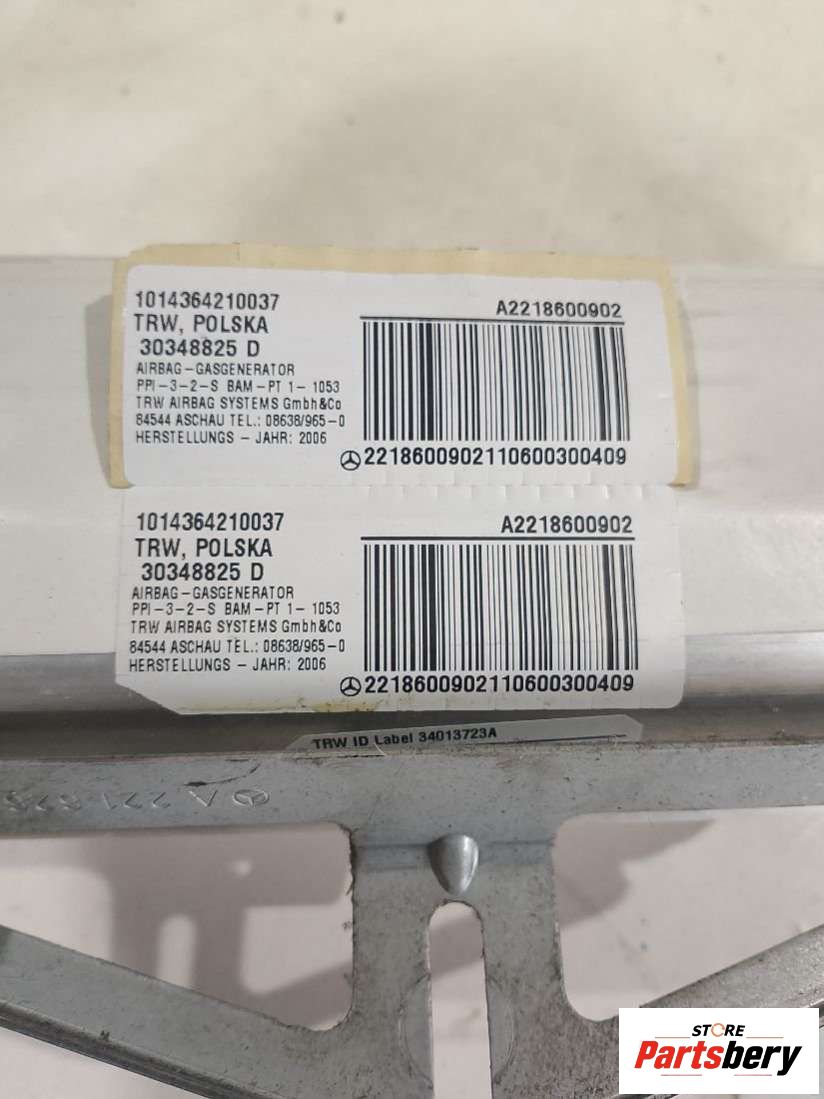 1014364210037
TRW, POLSKA
30348825 D
AIRBAG-GASGENERATOR
PPI-3-2-S BAM-PT 1- 1053
TRW AIRBAG SYSTEMS Gmbh&Co
84544 ASCHAU TEL.: 08638/965-0
HERSTELLUNGS - JAHR: 2006
A2218600902
2218600902110600300409
1014364210037
TRW, POLSKA
30348825 D
AIRBAG-GASGENERATOR
PPI-3-2-S BAM-PT 1- 1053
TRW AIRBAG SYSTEMS Gmbh&Co
84544 ASCHAU TEL.: 08638/965-0
HERSTELLUNGS - JAHR: 2006
A2218600902
2218600902110600300409
TRW ID Label 34013723A
A 221
STORE
Partsbery